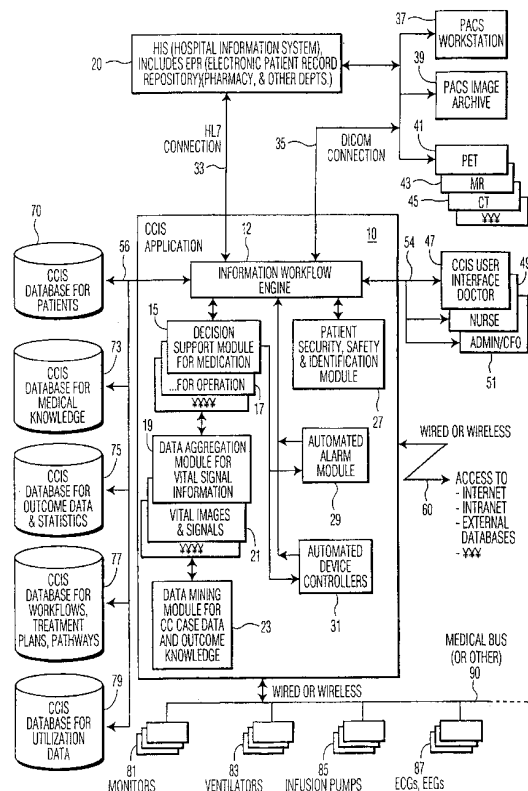 37
20
HIS (HOSPITAL INFORMATION SYSTEM),
INCLUDES EPR (ELECTRONIC PATIENT RECORD
REPOSITORY)(PHARMACY, & OTHER DEPTS.)
PACS
WORKSTATION
39
PACS IMAGE
ARCHIVE
HL7
CONNECTION
33
35
DICOM
CONNECTION
41
PET
43
MR
45
CT
¥¥¥
70
56
CCIS
APPLICATION
12
10
54
47
49
CCIS
DATABASE FOR
PATIENTS
INFORMATION WORKFLOW
ENGINE
CCIS USER
INTERFACE
DOCTOR
NURSE
ADMIN/CFO
51
15
DECISION
SUPPORT MODULE
FOR MEDICATION
...FOR OPERATION
¥¥¥¥
17
PATIENT
SECURITY, SAFETY
& IDENTIFICATION
MODULE
27
73
CCIS
DATABASE FOR
MEDICAL
KNOWLEDGE
19
DATA AGGREGATION
MODULE FOR
VITAL SIGNAL
INFORMATION
VITAL IMAGES
& SIGNALS
¥¥¥¥
21
AUTOMATED
ALARM
MODULE
29
WIRED OR WIRELESS
60
ACCESS TO
- INTERNET
- INTRANET
- EXTERNAL
DATABASES
- ¥¥¥
75
CCIS
DATABASE FOR
OUTCOME DATA
& STATISTICS
77
CCIS
DATABASE FOR
WORKFLOWS,
TREATMENT
PLANS, PATHWAYS
DATA MINING
MODULE FOR
CC CASE DATA
AND OUTCOME
KNOWLEDGE
23
AUTOMATED
DEVICE
CONTROLLERS
31
79
CCIS
DATABASE FOR
UTILIZATION
DATA
WIRED OR WIRELESS
MEDICAL BUS
(OR OTHER)
90
81
MONITORS
83
VENTILATORS
85
INFUSION PUMPS
87
ECGs, EEGs